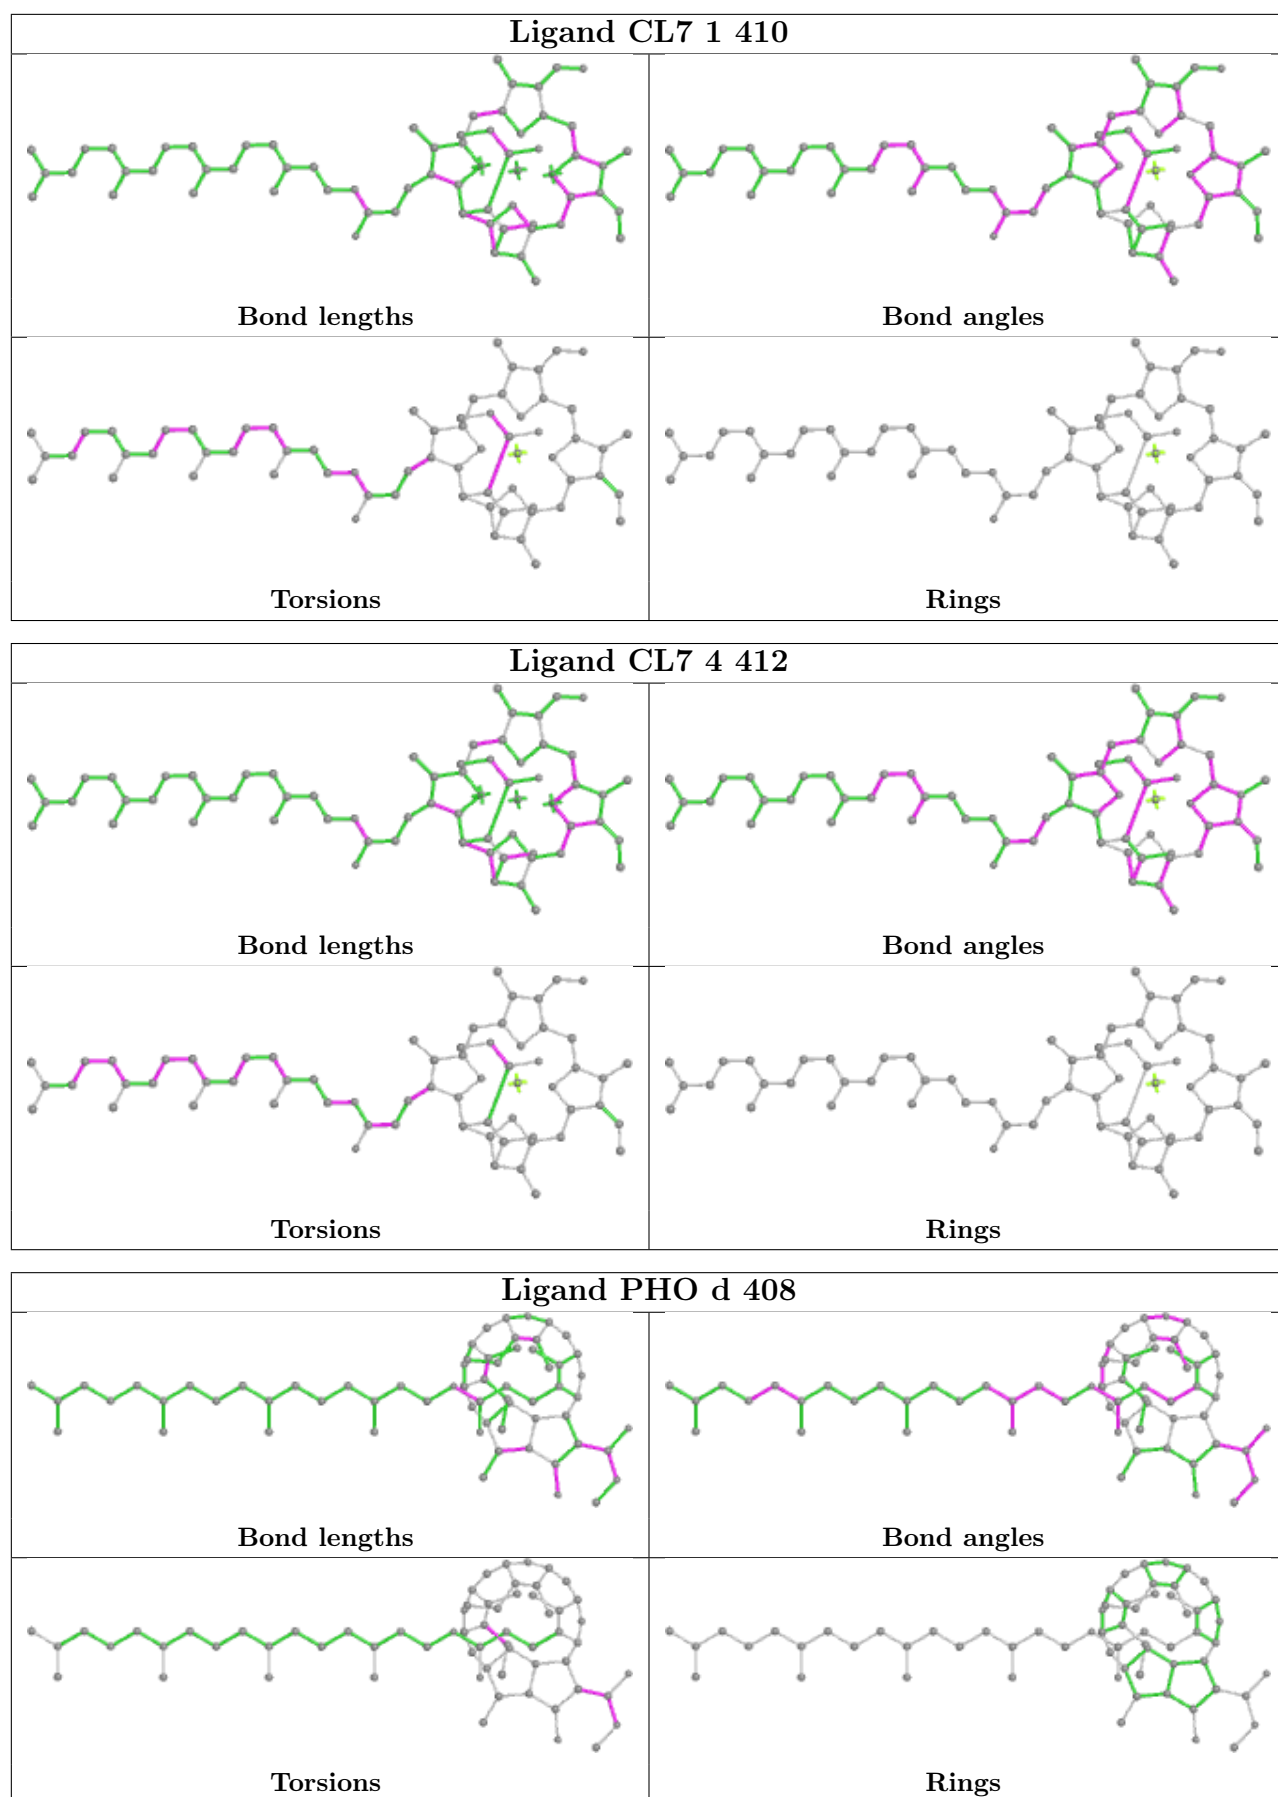 Ligand CL7 1 410
Bond lengths
Bond angles
Torsions
Rings
Ligand CL7 4 412
Bond lengths
Bond angles
Torsions
Rings
Ligand PHO d 408
Bond lengths
Bond angles
Torsions
Rings